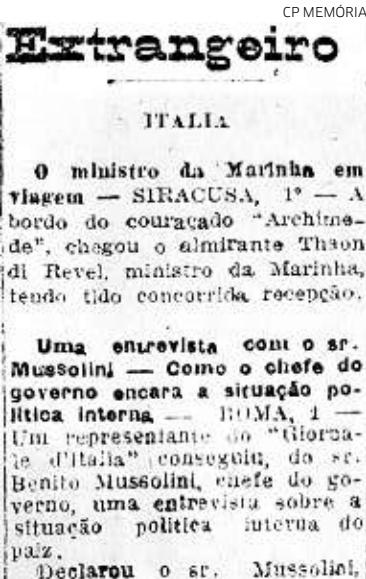 CP MEMÓRIA
Extrangeiro
ITALIA
O ministro da Marinha em
viagem — SIRACUSA, 1º — A
bordo do couraçado "Archime-
de", chegou o almirante Thaon
di Revel, ministro da Marinha,
tendo tido concorrida recepção.
Uma entrevista com o sr.
Mussolini — Como o chefe do
governo encara a situação po-
litica interna — ROMA, 1 —
Um representante do "Giorna-
le d'Italia" conseguiu, do sr.
Benito Mussolini, chefe do go-
verno, uma entrevista sobre a
situação politica interna do
paiz.
Declarou o sr. Mussolini,